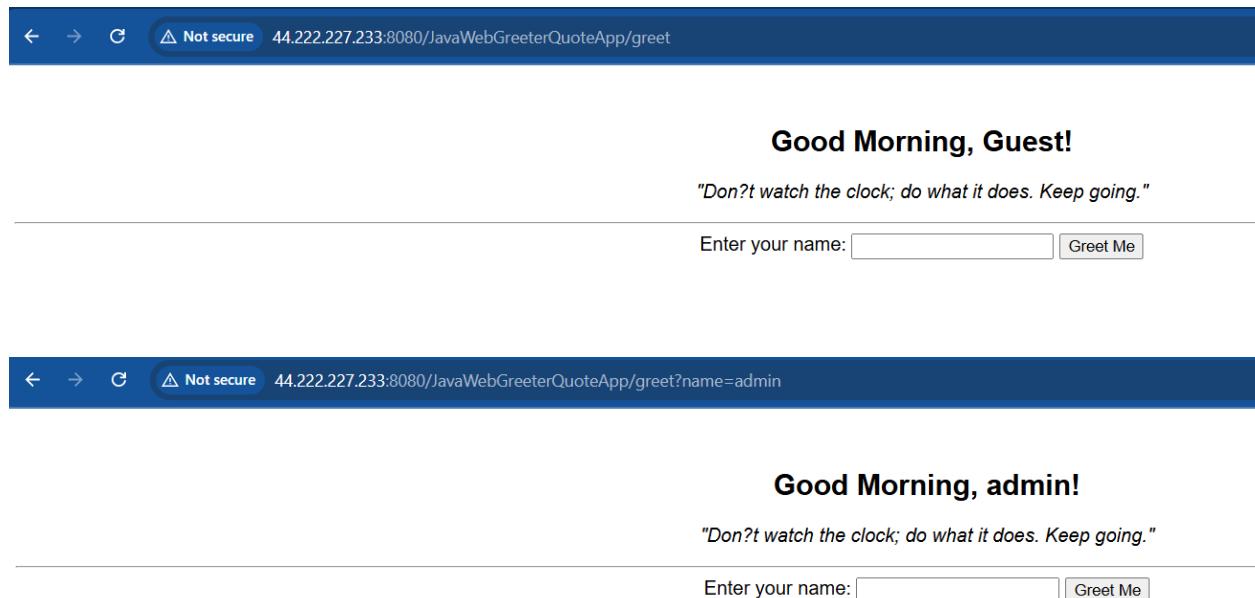 Not secure 44.222.227.233:8080/JavaWebGreeterQuoteApp/greet
Good Morning, Guest!
"Don?t watch the clock; do what it does. Keep going."
Enter your name: Greet Me
Not secure 44.222.227.233:8080/JavaWebGreeterQuoteApp/greet?name=admin
Good Morning, admin!
"Don?t watch the clock; do what it does. Keep going."
Enter your name: Greet Me